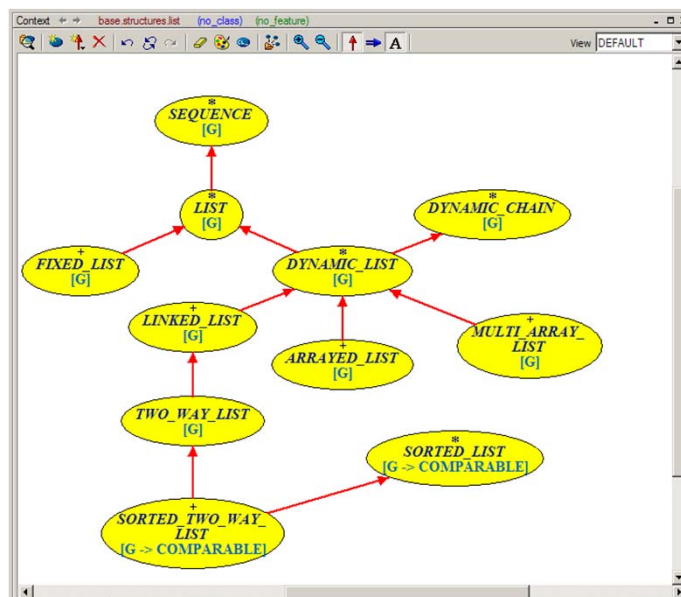 Context base.structures.list (no_class) (no_feature)
A View DEFAULT
*
SEQUENCE
[G]
*
LIST
[G]
*
DYNAMIC_CHAIN
[G]
+
FIXED_LIST
[G]
*
DYNAMIC_LIST
[G]
+
LINKED_LIST
[G]
+
ARRAYED_LIST
[G]
+
MULTI_ARRAY_
LIST
[G]
TWO_WAY_LIST
[G]
*
SORTED_LIST
[G -> COMPARABLE]
+
SORTED_TWO_WAY_
LIST
[G -> COMPARABLE]